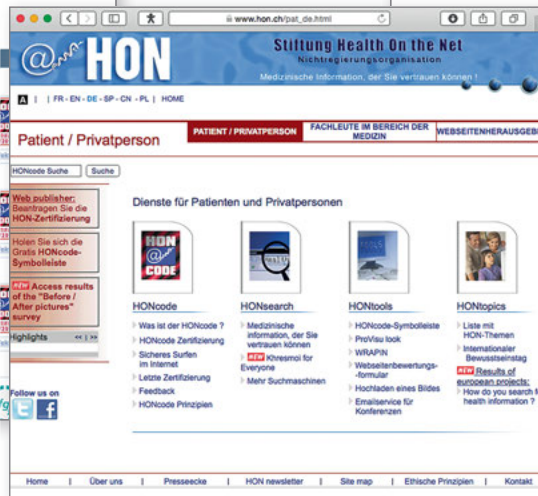 www.hon.ch/pat_de.html
@ HON
Stiftung Health On the Net
Nichtregierungsorganisation
Medizinische Information, der Sie vertrauen können !
A | | FR - EN - DE - SP - CN - PL | HOME
Patient / Privatperson
PATIENT / PRIVATPERSON
FACHLEUTE IM BEREICH DER MEDIZIN
WEBSEITENHERAUSGEB
HONcode Suche
Suche
Web publisher:
Beantragen Sie die
HON-Zertifizierung
Holen Sie sich die
Gratis HONcode-
Symbolleiste
NEW Access results
of the "Before /
After pictures"
survey
Highlights << | >>
Follow us on
Dienste für Patienten und Privatpersonen
HON
@
CODE
HONcode
Was ist der HONcode ?
HONcode Zertifizierung
Sicheres Surfen
im Internet
Letzte Zertifizierung
Feedback
HONcode Prinzipien
HONsearch
Medizinische
information, der Sie
vertrauen können
NEW Khresmoi for
Everyone
Mehr Suchmaschinen
HONtools
HONcode-Symbolleiste
ProVisu look
WRAPIN
Webseitenbewertungs-
-formular
Hochladen eines Bildes
Emailservice für
Konferenzen
HONtopics
Liste mit
HON-Themen
Internationaler
Bewusstseinstag
NEW Results of
european projects:
How do you search f
health information ?
Home | Über uns | Presseecke | HON newsletter | Site map | Ethische Prinzipien | Kontakt